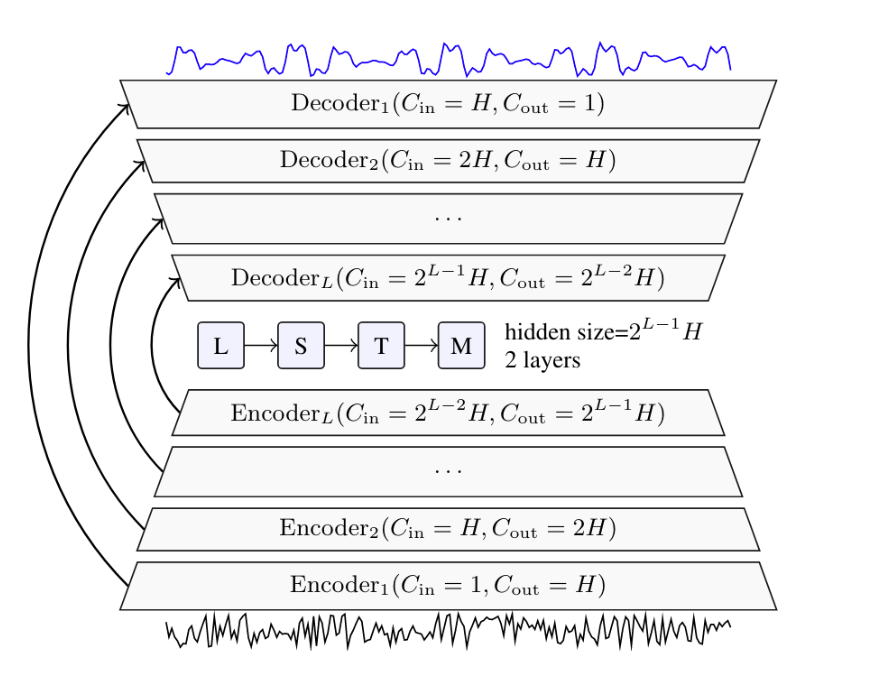 Decoder₁(C_in = H, C_out = 1)
Decoder₂(C_in = 2H, C_out = H)
...
Decoder_L(C_in = 2^{L−1}H, C_out = 2^{L−2}H)
L S T M
hidden size=2^{L−1}H
2 layers
Encoder_L(C_in = 2^{L−2}H, C_out = 2^{L−1}H)
...
Encoder₂(C_in = H, C_out = 2H)
Encoder₁(C_in = 1, C_out = H)